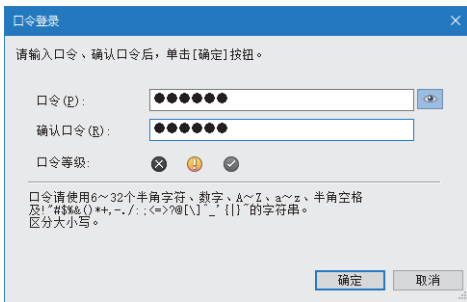 口令登录
请输入口令、确认口令后，单击[确定]按钮。
口令(P):
●●●●●●
确认口令(R):
●●●●●●
口令等级:
口令请使用6～32个半角字符、数字、A～Z、a～z、半角空格
及!"#$%&()*+,-./:;<=>?@[\]^_'{|}~的字符串。
区分大小写。
确定
取消